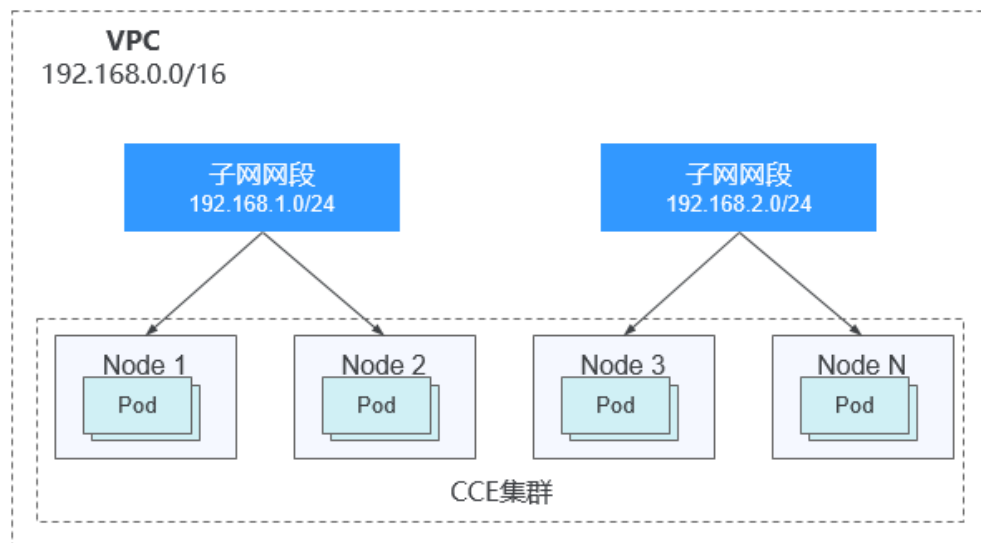 VPC
192.168.0.0/16
子网网段
192.168.1.0/24
子网网段
192.168.2.0/24
Node 1
Pod
Node 2
Pod
Node 3
Pod
Node N
Pod
CCE集群